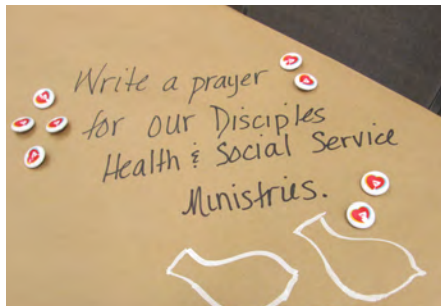 Write a prayer
for our Disciples
Health & Social Service
Ministries.